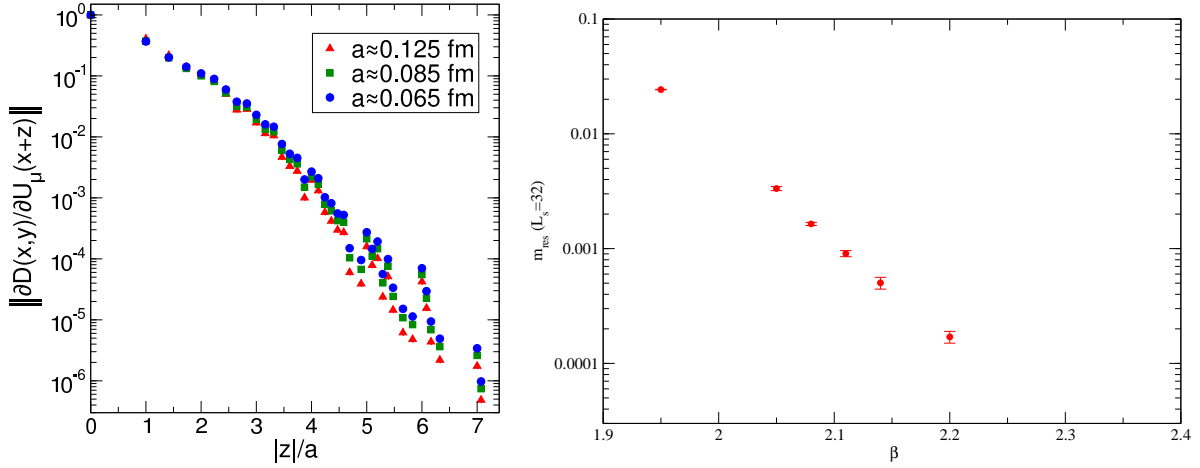 10⁰
10⁻¹
10⁻²
10⁻³
10⁻⁴
10⁻⁵
10⁻⁶
‖∂D(x,y)/∂U_μ(x+z)‖
a≈0.125 fm
a≈0.085 fm
a≈0.065 fm
0 1 2 3 4 5 6 7
|z|/a
0.1
0.01
0.001
0.0001
m_res (L_s=32)
1.9 2 2.1 2.2 2.3 2.4
β